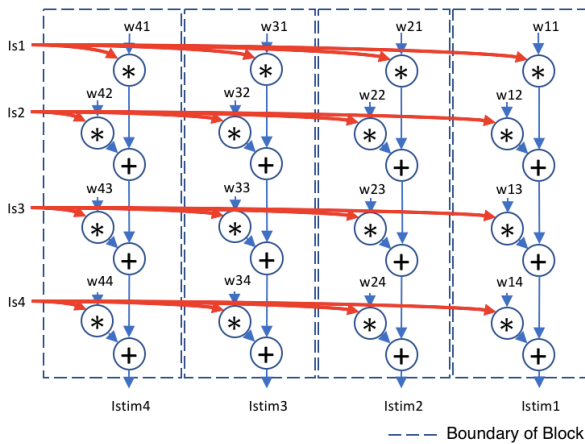 w41 w31 w21 w11
Is1
* * * *
w42 w32 w22 w12
Is2
* * * *
+ + + +
w43 w33 w23 w13
Is3
* * * *
+ + + +
w44 w34 w24 w14
Is4
* * * *
+ + + +
Istim4 Istim3 Istim2 Istim1
Boundary of Block